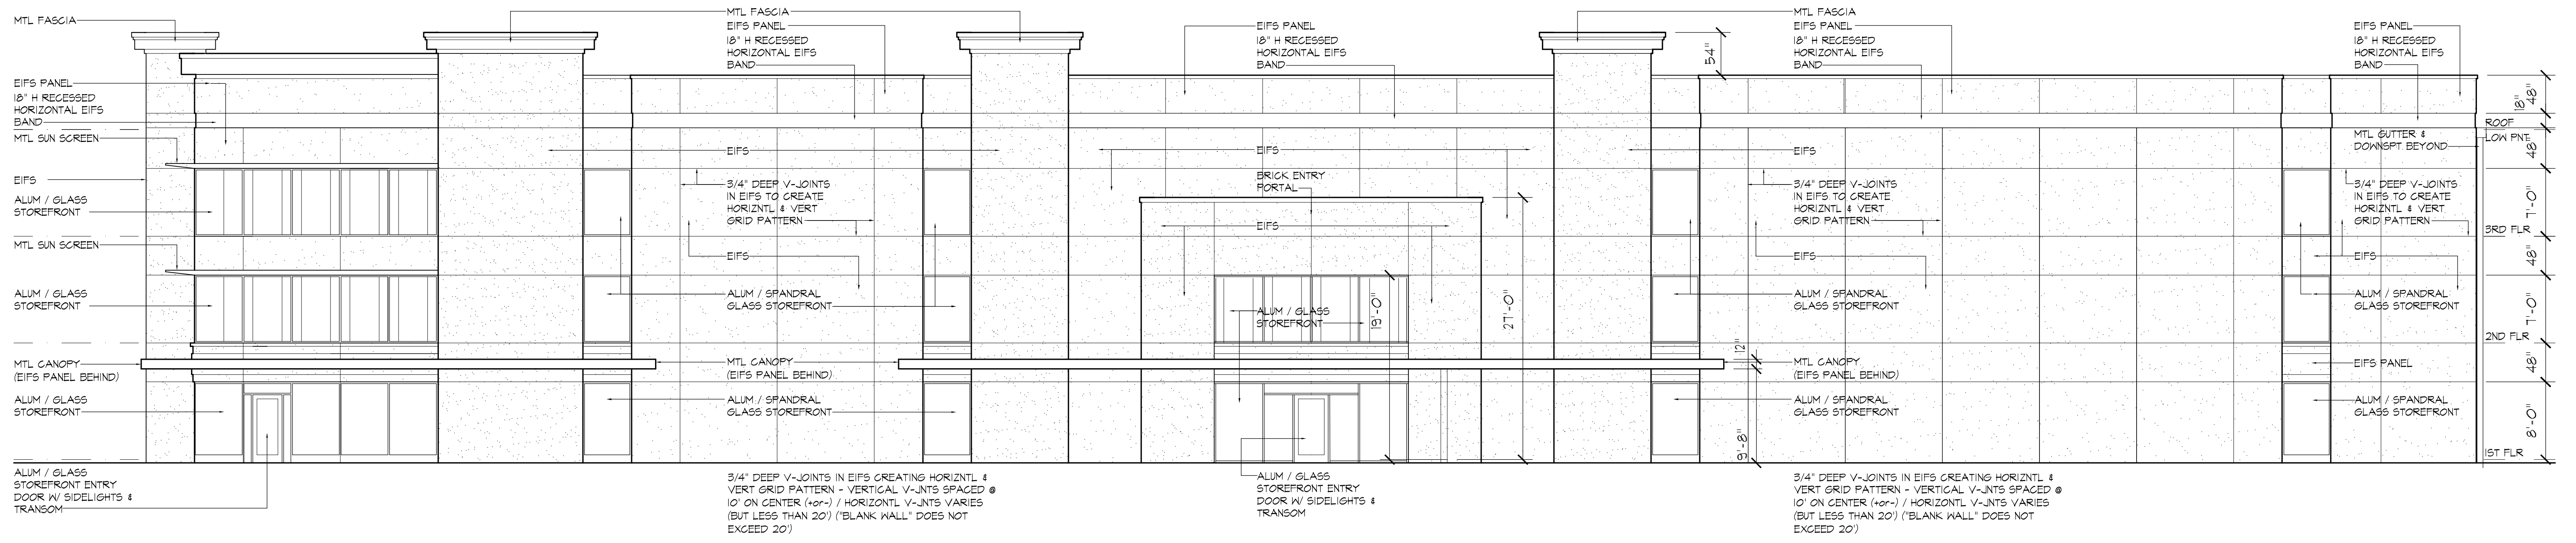 MTL FASCIA
EIFS PANEL
18" H RECESSED
HORIZONTAL EIFS
BAND
MTL SUN SCREEN
EIFS
ALUM / GLASS
STOREFRONT
MTL SUN SCREEN
ALUM / GLASS
STOREFRONT
MTL CANOPY
(EIFS PANEL BEHIND)
ALUM / GLASS
STOREFRONT
ALUM / GLASS
STOREFRONT ENTRY
DOOR W/ SIDELIGHTS &
TRANSOM
MTL FASCIA
EIFS PANEL
18" H RECESSED
HORIZONTAL EIFS
BAND
EIFS
3/4" DEEP V-JOINTS
IN EIFS TO CREATE
HORIZNTL & VERT
GRID PATTERN
EIFS
ALUM / SPANDRAL
GLASS STOREFRONT
MTL CANOPY
(EIFS PANEL BEHIND)
ALUM / SPANDRAL
GLASS STOREFRONT
3/4" DEEP V-JOINTS IN EIFS CREATING HORIZNTL &
VERT GRID PATTERN - VERTICAL V-JNTS SPACED @
10' ON CENTER (+or-) / HORIZONTL V-JNTS VARIES
(BUT LESS THAN 20') ("BLANK WALL" DOES NOT
EXCEED 20')
EIFS PANEL
18" H RECESSED
HORIZONTAL EIFS
BAND
EIFS
BRICK ENTRY
PORTAL
EIFS
ALUM / GLASS
STOREFRONT
19'-0"
27'-0"
ALUM / GLASS
STOREFRONT ENTRY
DOOR W/ SIDELIGHTS &
TRANSOM
54"
12"
9'-8"
MTL FASCIA
EIFS PANEL
18" H RECESSED
HORIZONTAL EIFS
BAND
EIFS
3/4" DEEP V-JOINTS
IN EIFS TO CREATE
HORIZNTL & VERT
GRID PATTERN
EIFS
ALUM / SPANDRAL
GLASS STOREFRONT
MTL CANOPY
(EIFS PANEL BEHIND)
ALUM / SPANDRAL
GLASS STOREFRONT
3/4" DEEP V-JOINTS IN EIFS CREATING HORIZNTL &
VERT GRID PATTERN - VERTICAL V-JNTS SPACED @
10' ON CENTER (+or-) / HORIZONTL V-JNTS VARIES
(BUT LESS THAN 20') ("BLANK WALL" DOES NOT
EXCEED 20')
EIFS PANEL
18" H RECESSED
HORIZONTAL EIFS
BAND
MTL GUTTER &
DOWNSPT BEYOND
3/4" DEEP V-JOINTS
IN EIFS TO CREATE
HORIZNTL & VERT
GRID PATTERN
EIFS
ALUM / SPANDRAL
GLASS STOREFRONT
EIFS PANEL
ALUM / SPANDRAL
GLASS STOREFRONT
48"
18"
ROOF
LOW PNT
48"
7'-0"
3RD FLR
48"
7'-0"
2ND FLR
48"
8'-0"
1ST FLR